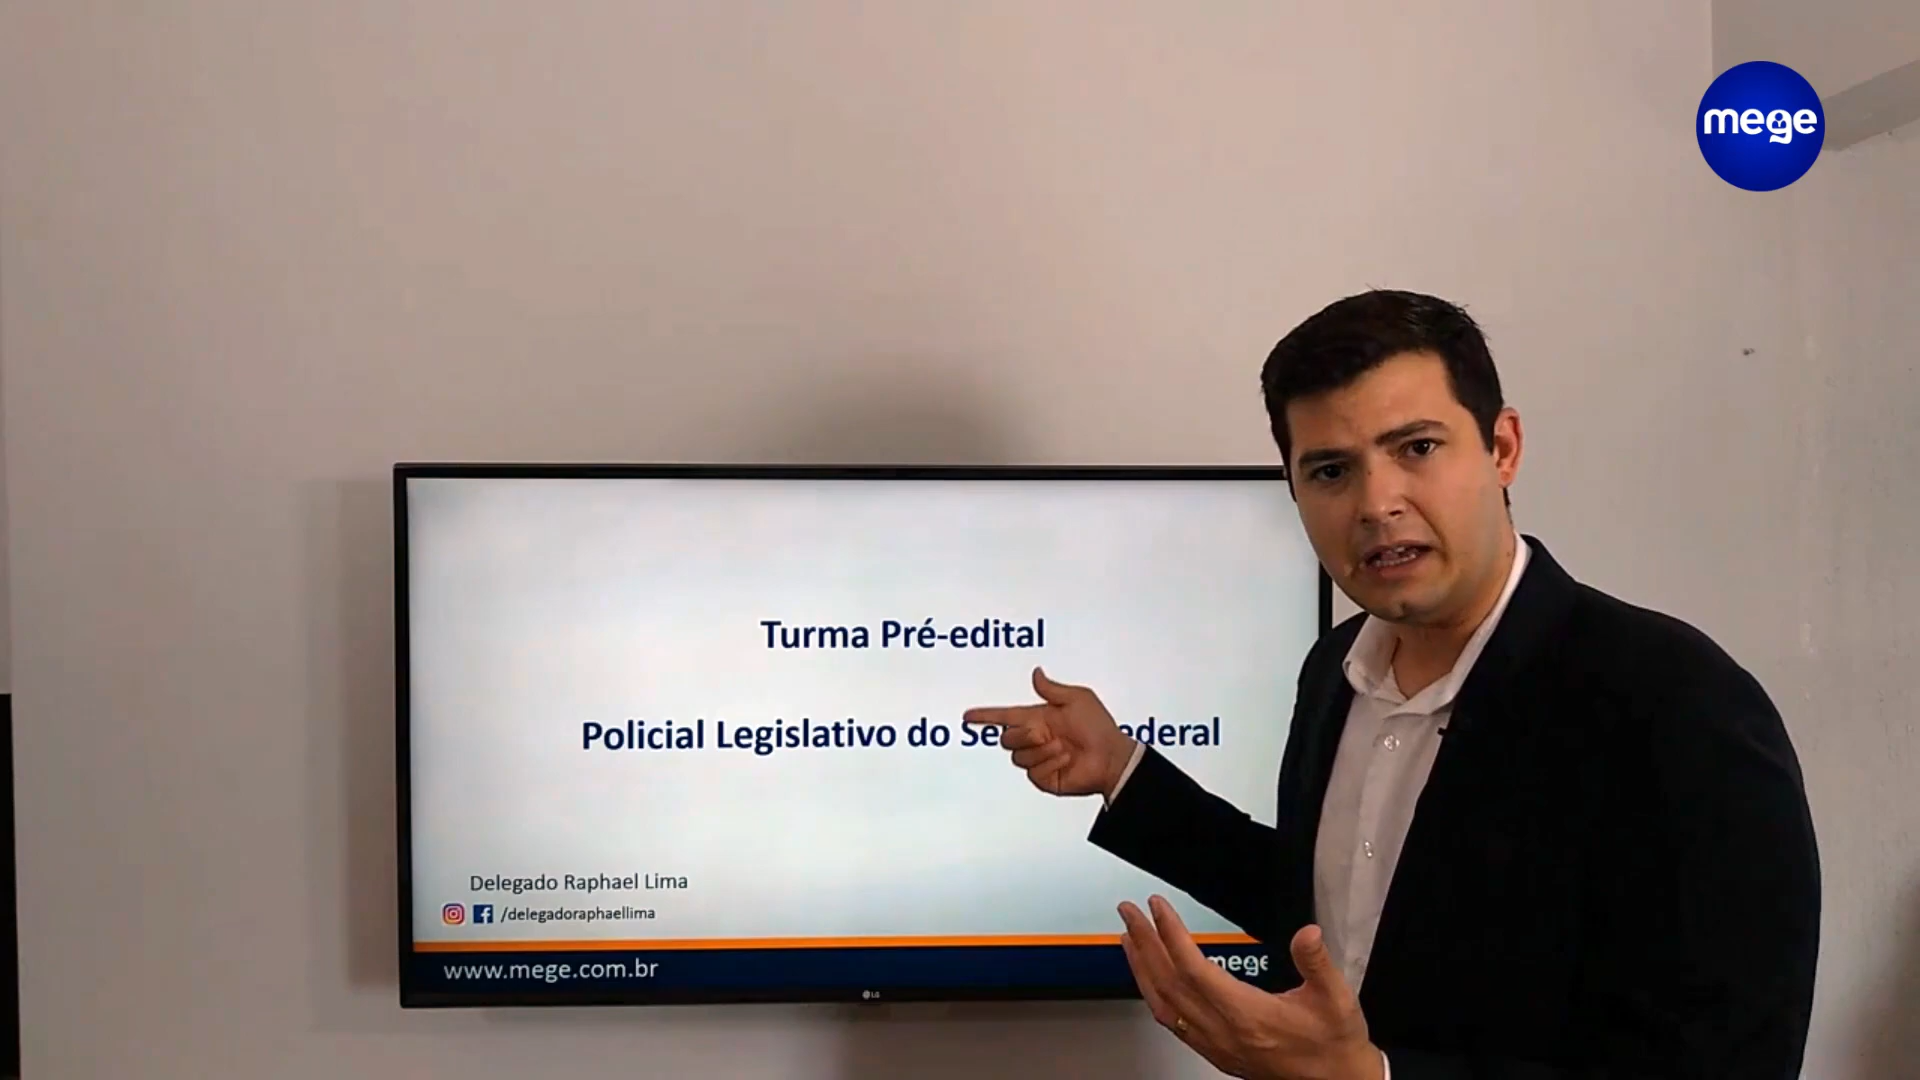 mege
Turma Pré-edital
Policial Legislativo do Se ederal
Delegado Raphael Lima
/delegadoraphaellima
www.mege.com.br
mege
LG